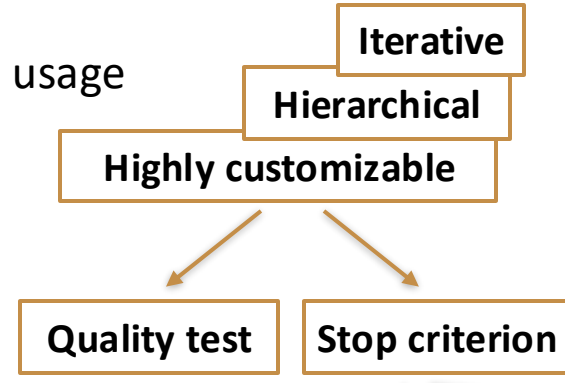 Iterative
usage
Hierarchical
Highly customizable
Quality test
Stop criterion